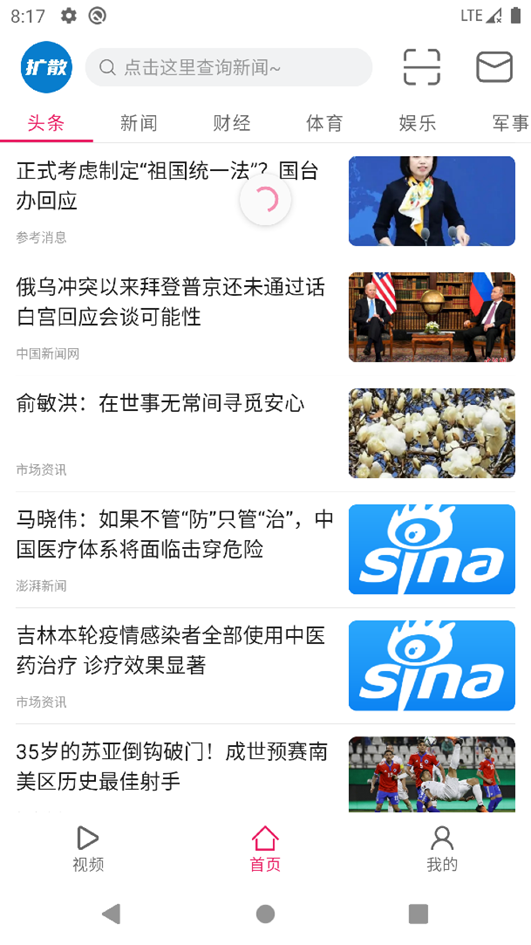 8:17
LTE
扩散
点击这里查询新闻~
头条 新闻 财经 体育 娱乐 军事
正式考虑制定“祖国统一法”？国台
办回应
参考消息
俄乌冲突以来拜登普京还未通过话
白宫回应会谈可能性
中国新闻网
俞敏洪：在世事无常间寻觅安心
市场资讯
马晓伟：如果不管“防”只管“治”，中
国医疗体系将面临击穿危险
澎湃新闻
sina
吉林本轮疫情感染者全部使用中医
药治疗 诊疗效果显著
市场资讯
sina
35岁的苏亚倒钩破门！成世预赛南
美区历史最佳射手
视频 首页 我的